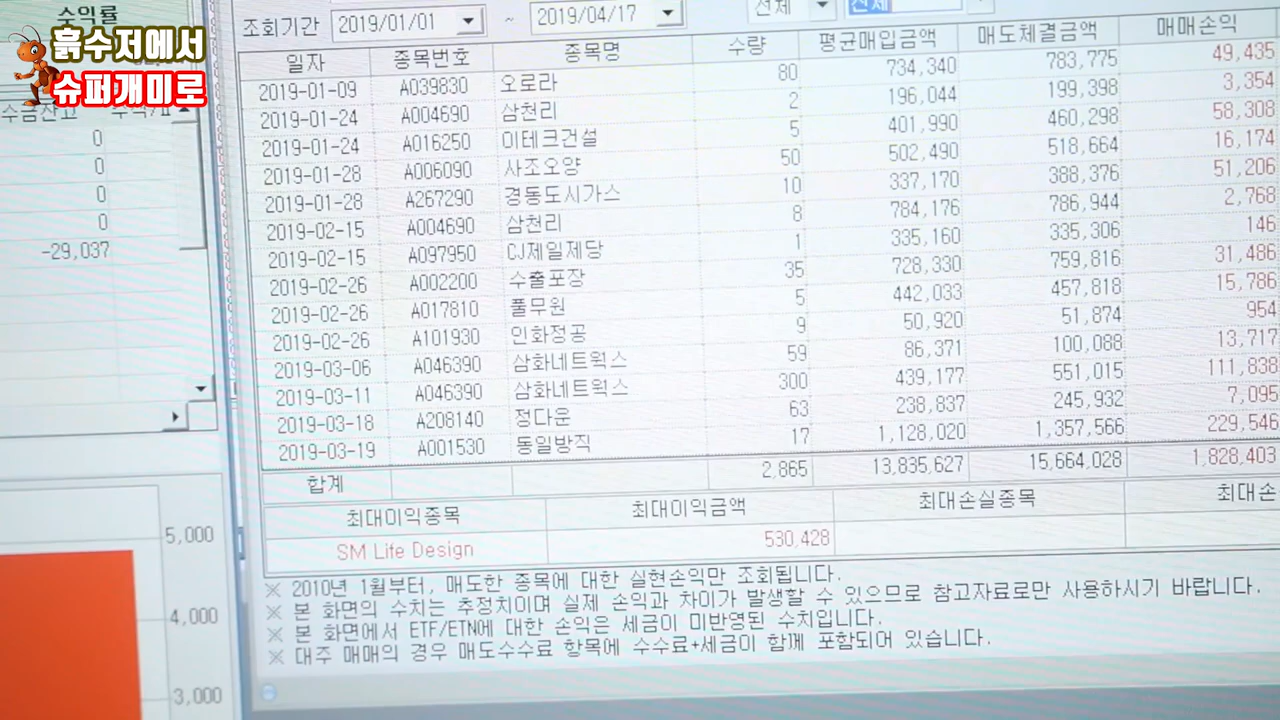 수익률
흙수저에서
슈퍼개미로
0
0
0
0
-29,037
5,000
4,000
3,000
조회기간 2019/01/01 ~ 2019/04/17 전체 전체
일자 종목번호 종목명 수량 평균매입금액 매도체결금액 매매손익
2019-01-09 A039830 오로라 80 734,340 783,775 49,435
2019-01-24 A004690 삼천리 2 196,044 199,398 3,354
2019-01-24 A016250 이테크건설 5 401,990 460,298 58,308
2019-01-28 A006090 사조오양 50 502,490 518,664 16,174
2019-01-28 A267290 경동도시가스 10 337,170 388,376 51,206
2019-02-15 A004690 삼천리 8 784,176 786,944 2,768
2019-02-15 A097950 CJ제일제당 1 335,160 335,306 146
2019-02-26 A002200 수출포장 35 728,330 759,816 31,486
2019-02-26 A017810 풀무원 5 442,033 457,818 15,786
2019-02-26 A101930 인화정공 9 50,920 51,874 954
2019-03-06 A046390 삼화네트웍스 59 86,371 100,088 13,717
2019-03-11 A046390 삼화네트웍스 300 439,177 551,015 111,838
2019-03-18 A208140 정다운 63 238,837 245,932 7,095
2019-03-19 A001530 동일방직 17 1,128,020 1,357,566 229,546
합계 2,865 13,835,627 15,664,028 1,828,403
최대이익종목 최대이익금액 최대손실종목 최대손
SM Life Design 530,428
※ 2010년 1월부터, 매도한 종목에 대한 실현손익만 조회됩니다.
※ 본 화면의 수치는 추정치이며 실제 손익과 차이가 발생할 수 있으므로 참고자료로만 사용하시기 바랍니다.
※ 본 화면에서 ETF/ETN에 대한 손익은 세금이 미반영된 수치입니다.
※ 대주 매매의 경우 매도수수료 항목에 수수료+세금이 함께 포함되어 있습니다.